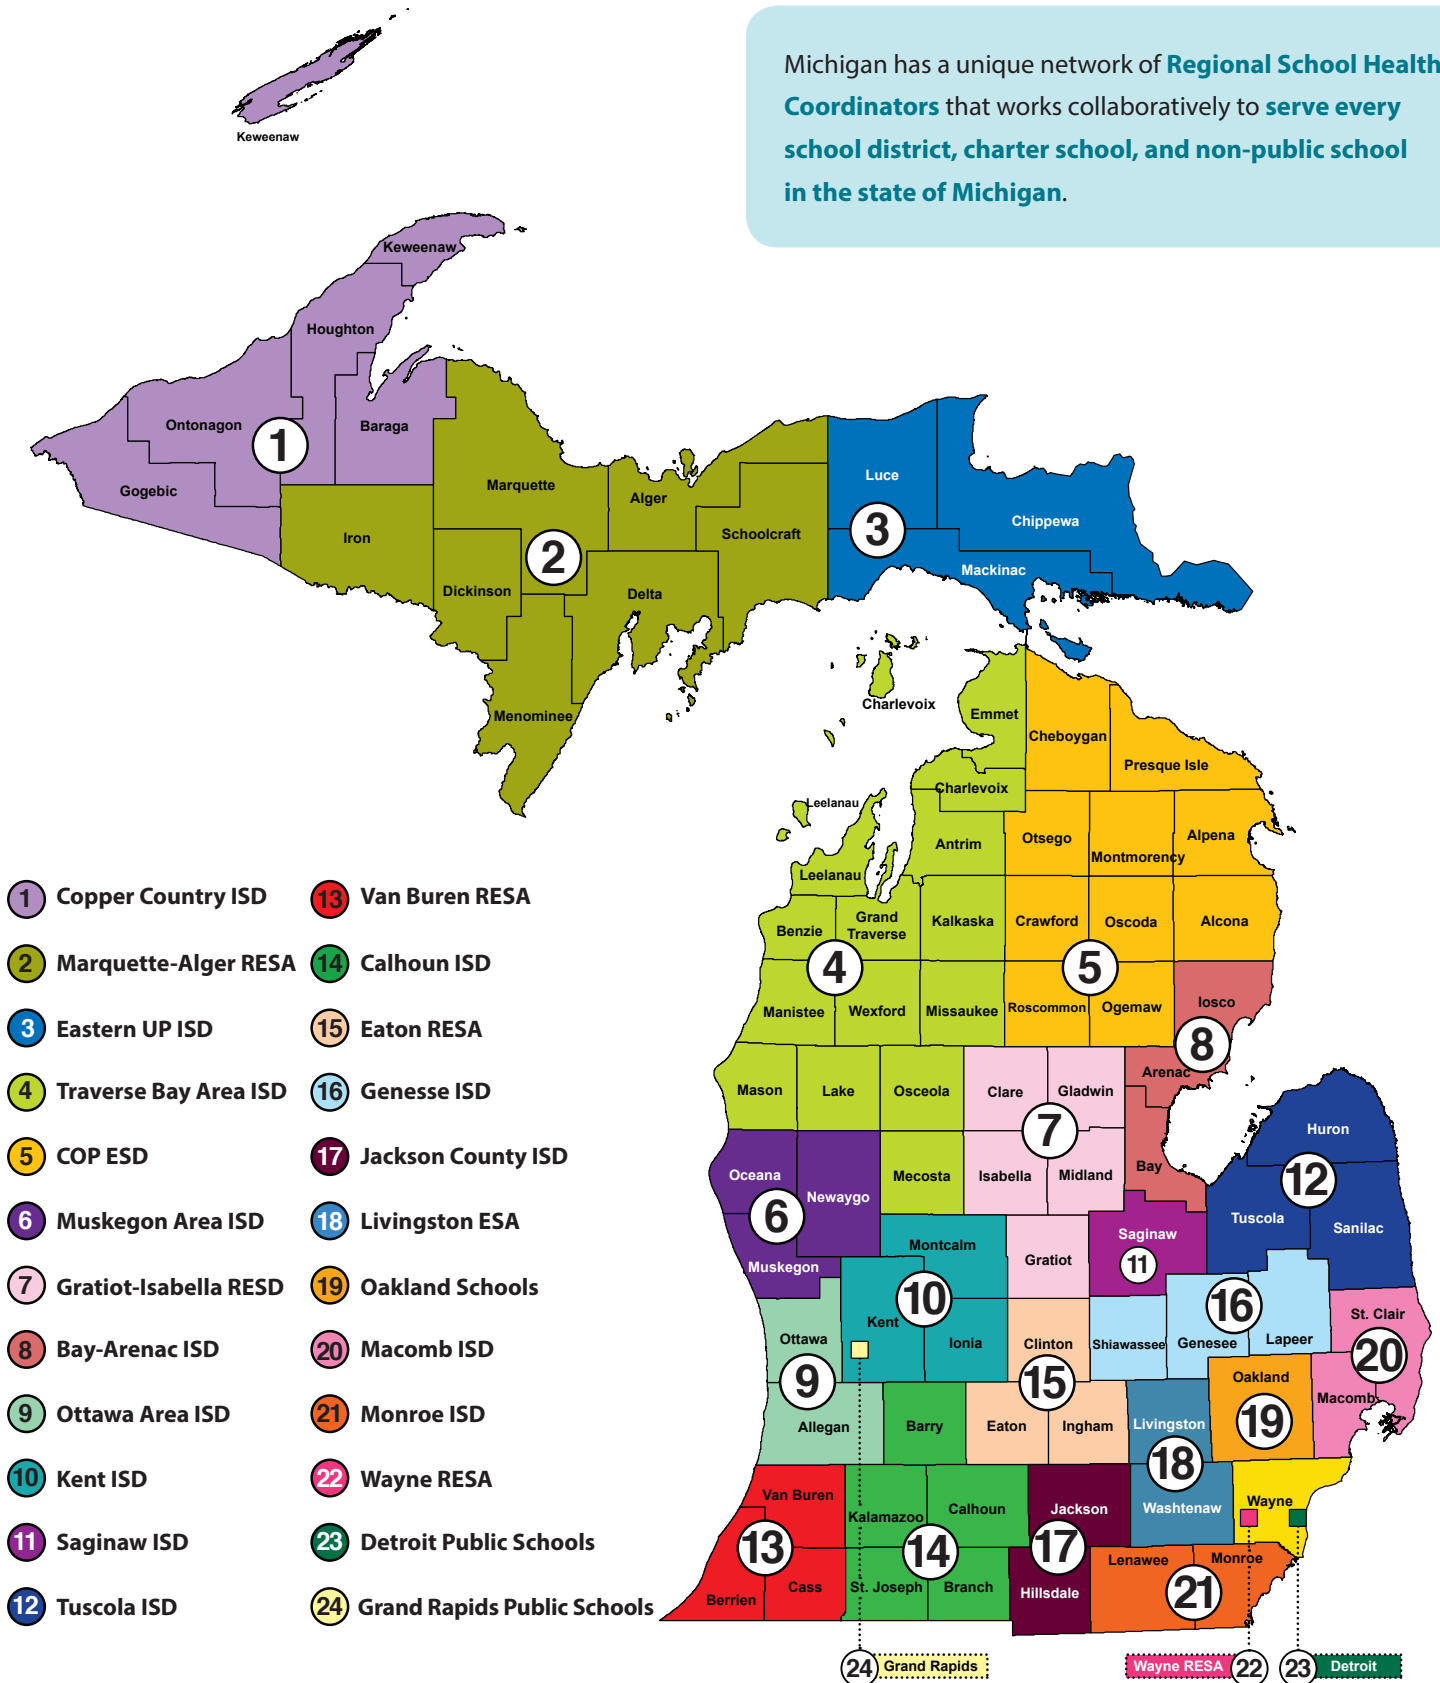 Michigan has a unique network of Regional School Health
Coordinators that works collaboratively to serve every
school district, charter school, and non-public school
in the state of Michigan.
Keweenaw
Keweenaw
Houghton
Ontonagon
1
Baraga
Gogebic
Marquette
Alger
Luce
Chippewa
Iron
2
Schoolcraft
3
Mackinac
Dickinson
Delta
Menominee
Charlevoix
Emmet
Cheboygan
Presque Isle
Charlevoix
Leelanau
Antrim
Otsego
Montmorency
Alpena
Leelanau
Benzie
Grand
Traverse
Kalkaska
Crawford
Oscoda
Alcona
4
5
Manistee
Wexford
Missaukee
Roscommon
Ogemaw
Iosco
8
Arenac
Mason
Lake
Osceola
Clare
Gladwin
7
Huron
Oceana
Newaygo
Mecosta
Isabella
Midland
Bay
12
6
Tuscola
Sanilac
Muskegon
Montcalm
Gratiot
Saginaw
11
10
16
Kent
Ottawa
Ionia
Clinton
Shiawassee
Genesee
Lapeer
St. Clair
20
9
15
Oakland
Macomb
Allegan
Barry
Eaton
Ingham
Livingston
19
18
Van Buren
Kalamazoo
Calhoun
Jackson
Washtenaw
Wayne
13
14
17
Berrien
Cass
St. Joseph
Branch
Hillsdale
Lenawee
Monroe
21
24 Grand Rapids
Wayne RESA 22
23 Detroit
1 Copper Country ISD
2 Marquette-Alger RESA
3 Eastern UP ISD
4 Traverse Bay Area ISD
5 COP ESD
6 Muskegon Area ISD
7 Gratiot-Isabella RESD
8 Bay-Arenac ISD
9 Ottawa Area ISD
10 Kent ISD
11 Saginaw ISD
12 Tuscola ISD
13 Van Buren RESA
14 Calhoun ISD
15 Eaton RESA
16 Genesse ISD
17 Jackson County ISD
18 Livingston ESA
19 Oakland Schools
20 Macomb ISD
21 Monroe ISD
22 Wayne RESA
23 Detroit Public Schools
24 Grand Rapids Public Schools